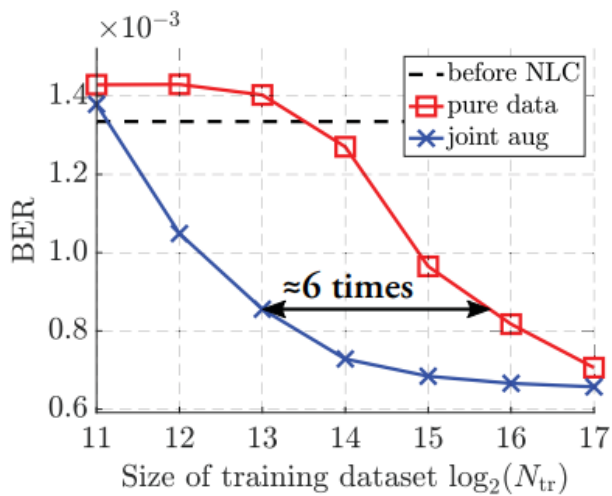 ×10⁻³
before NLC
pure data
joint aug
1.4
1.2
1.0
0.8
0.6
BER
≈6 times
11 12 13 14 15 16 17
Size of training dataset log₂(Nₜᵣ)